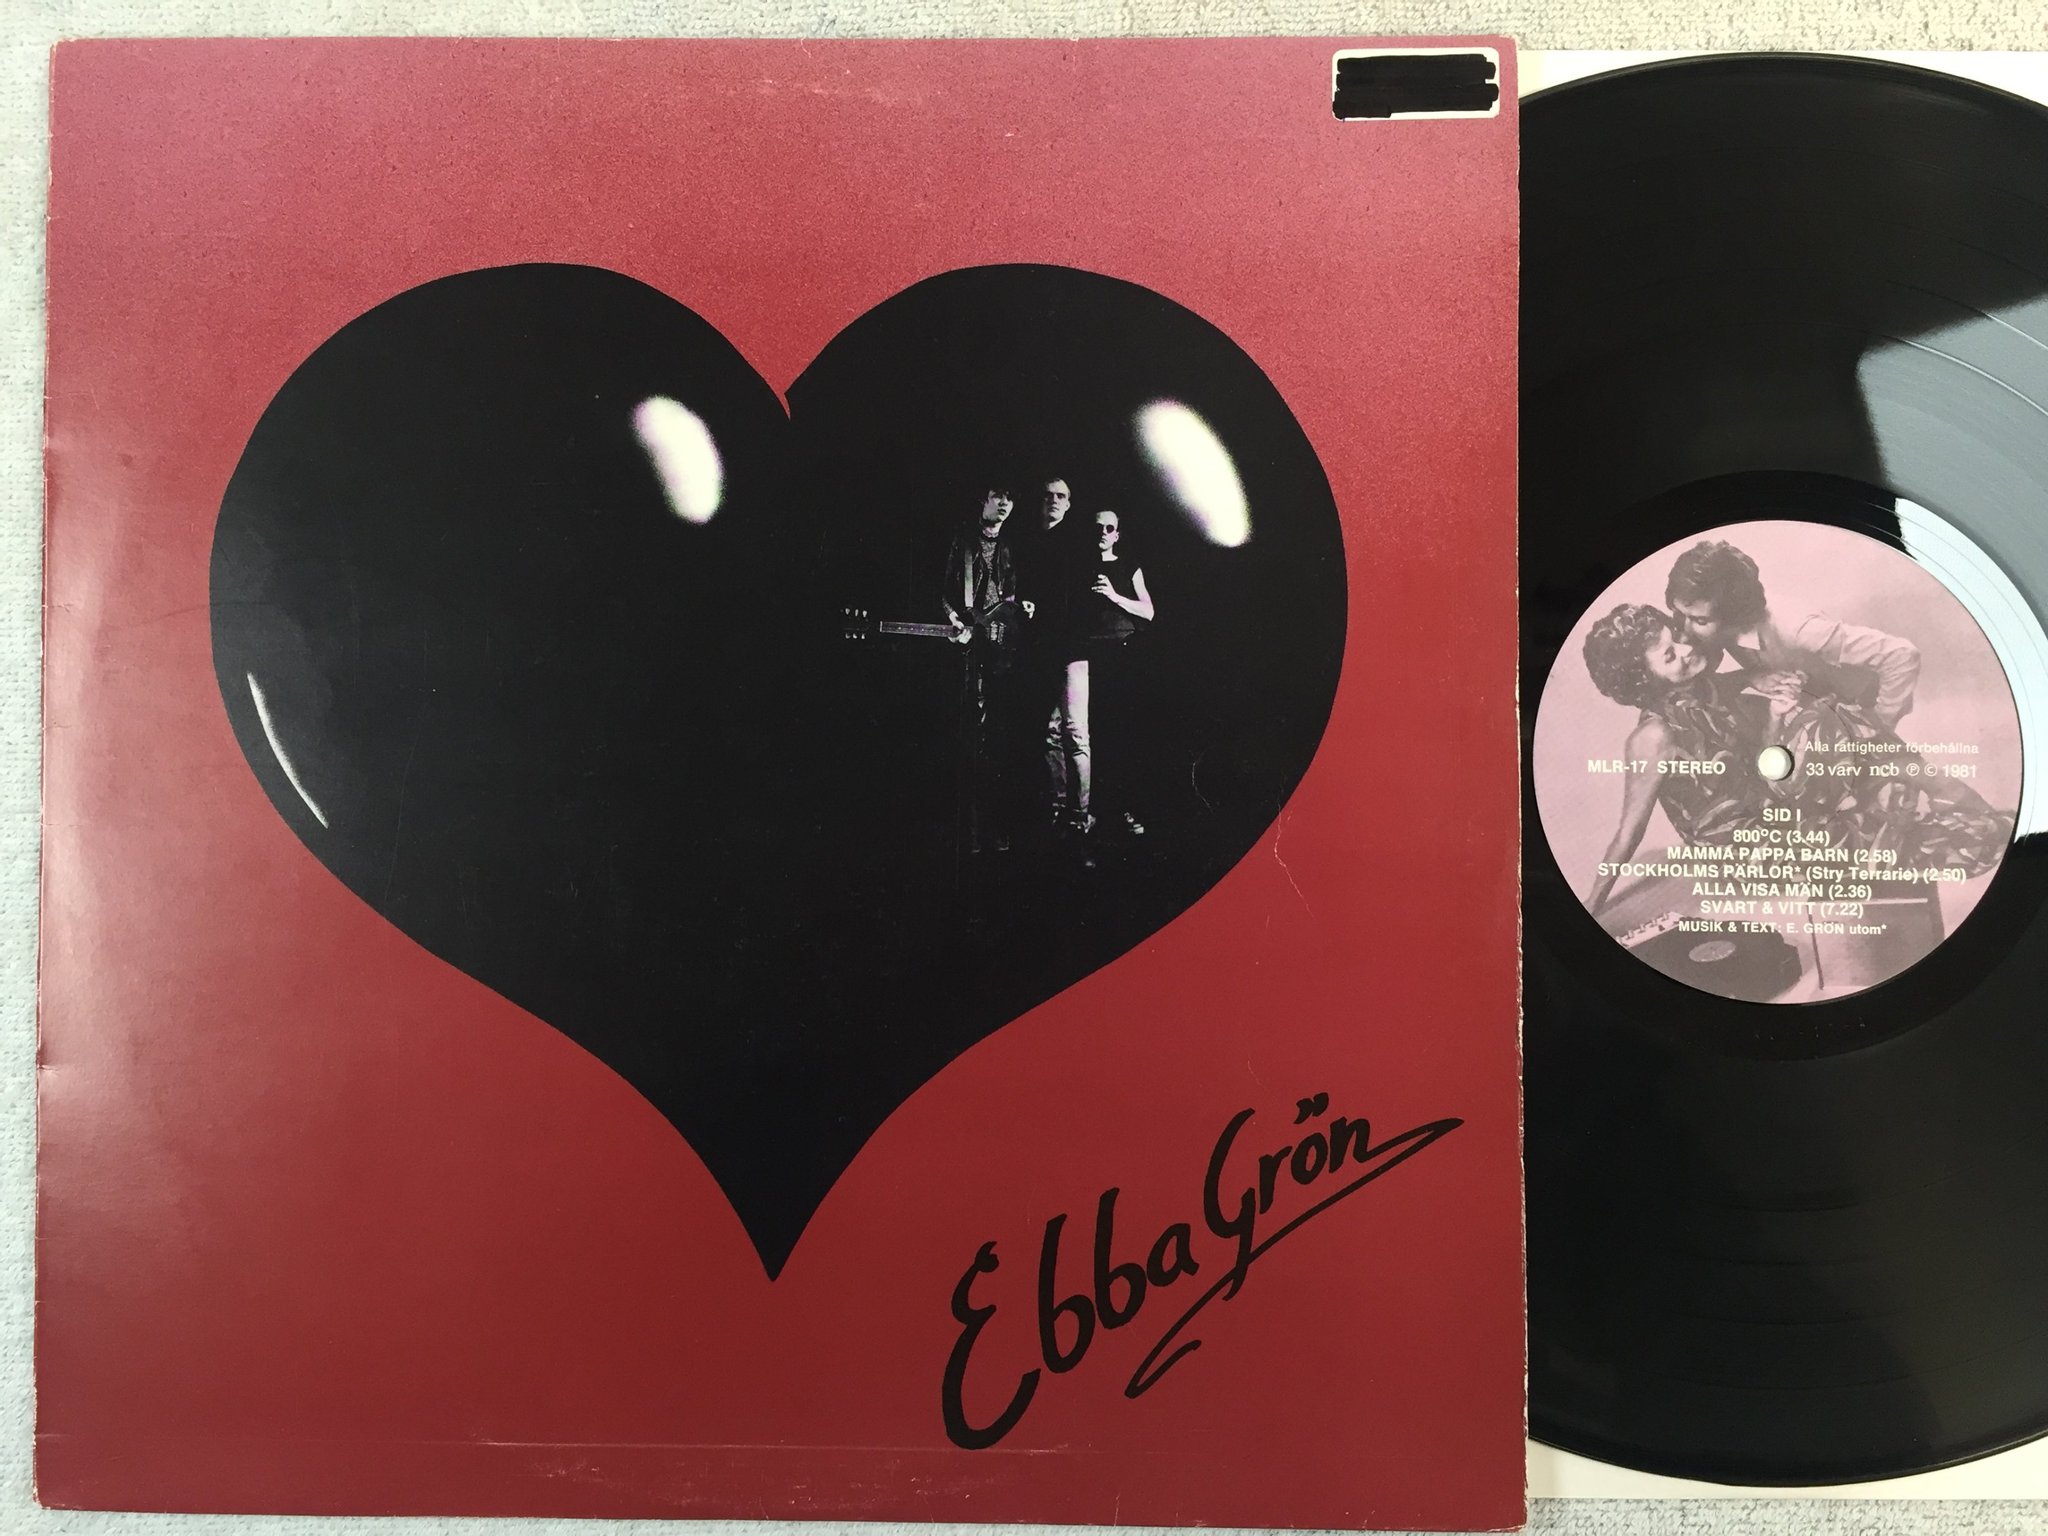 Ebba Grön
Alla rättigheter förbehållna
MLR-17 STEREO 33 varv ncb ℗ © 1981
SID I
800°C (3.44)
MAMMA PAPPA BARN (2.58)
STOCKHOLMS PÄRLOR* (Stry Terrarie) (2.50)
ALLA VISA MÄN (2.36)
SVART & VITT (7.22)
MUSIK & TEXT: E. GRÖN utom*